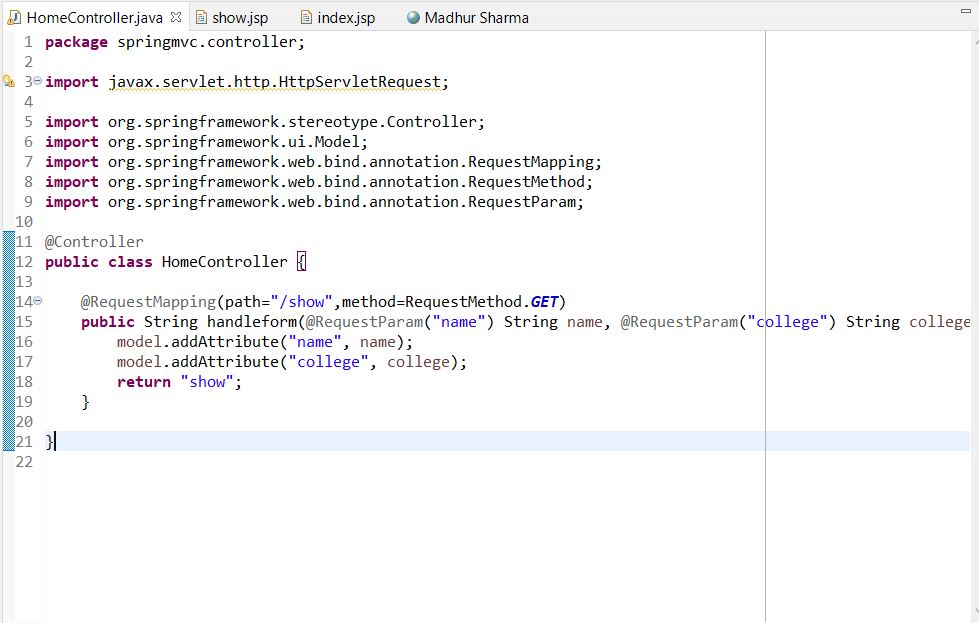 HomeController.java show.jsp index.jsp Madhur Sharma
1 package springmvc.controller;
2
3 import javax.servlet.http.HttpServletRequest;
4
5 import org.springframework.stereotype.Controller;
6 import org.springframework.ui.Model;
7 import org.springframework.web.bind.annotation.RequestMapping;
8 import org.springframework.web.bind.annotation.RequestMethod;
9 import org.springframework.web.bind.annotation.RequestParam;
10
11 @Controller
12 public class HomeController {
13
14 @RequestMapping(path="/show",method=RequestMethod.GET)
15 public String handleform(@RequestParam("name") String name, @RequestParam("college") String college
16 model.addAttribute("name", name);
17 model.addAttribute("college", college);
18 return "show";
19 }
20
21 }
22